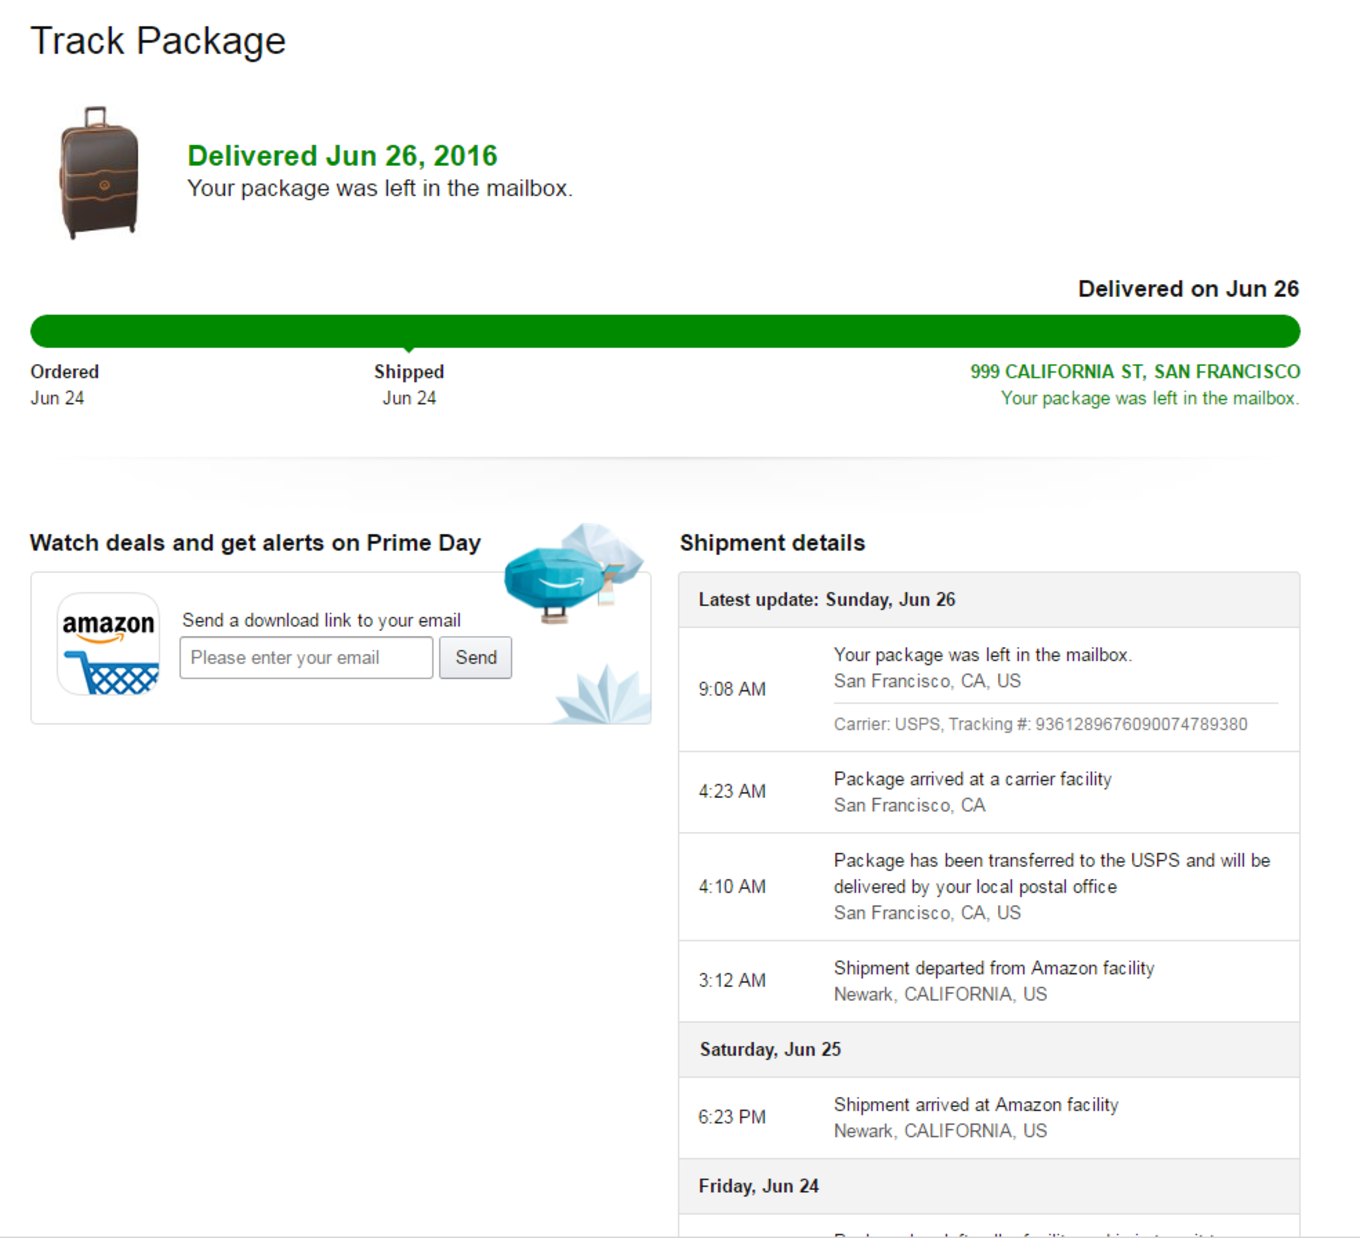 Track Package
Delivered Jun 26, 2016
Your package was left in the mailbox.
Delivered on Jun 26
Ordered
Jun 24
Shipped
Jun 24
999 CALIFORNIA ST, SAN FRANCISCO
Your package was left in the mailbox.
Watch deals and get alerts on Prime Day
amazon
Send a download link to your email
Please enter your email
Send
Shipment details
Latest update: Sunday, Jun 26
9:08 AM
Your package was left in the mailbox.
San Francisco, CA, US
Carrier: USPS, Tracking #: 9361289676090074789380
4:23 AM
Package arrived at a carrier facility
San Francisco, CA
4:10 AM
Package has been transferred to the USPS and will be
delivered by your local postal office
San Francisco, CA, US
3:12 AM
Shipment departed from Amazon facility
Newark, CALIFORNIA, US
Saturday, Jun 25
6:23 PM
Shipment arrived at Amazon facility
Newark, CALIFORNIA, US
Friday, Jun 24